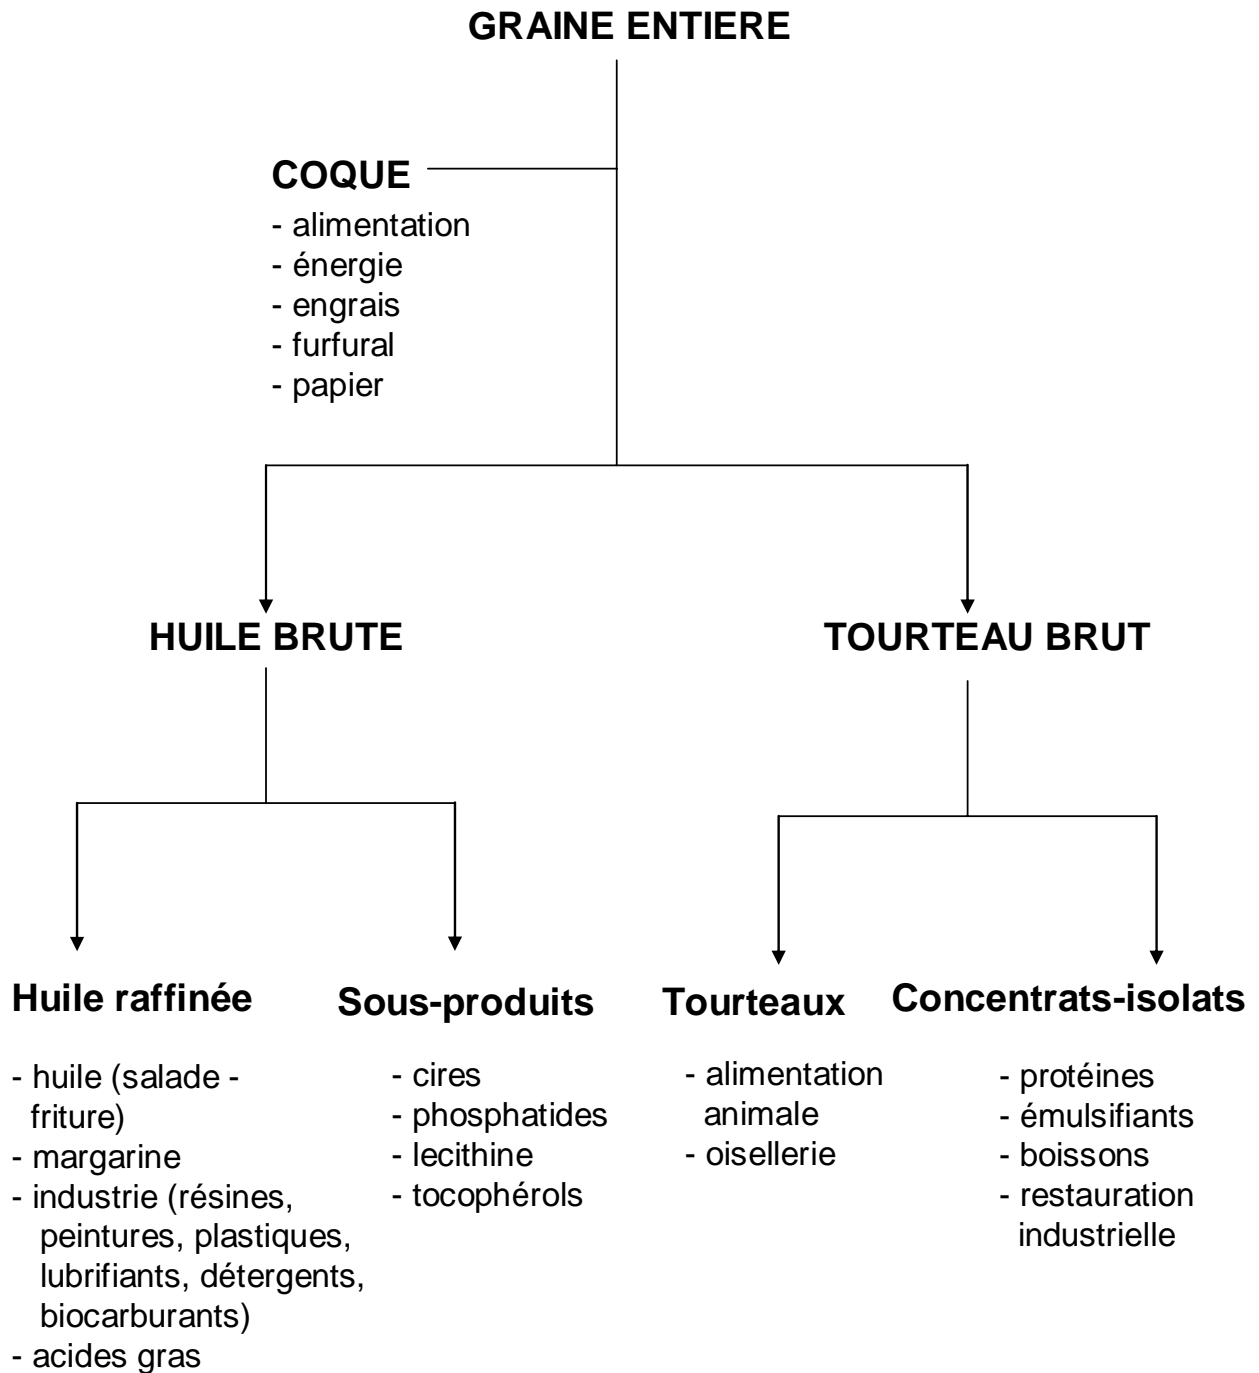 GRAINE ENTIERE
COQUE
- alimentation
- énergie
- engrais
- furfural
- papier
HUILE BRUTE
TOURTEAU BRUT
Huile raffinée
- huile (salade -
friture)
- margarine
- industrie (résines,
peintures, plastiques,
lubrifiants, détergents,
biocarburants)
- acides gras
Sous-produits
- cires
- phosphatides
- lecithine
- tocophérols
Tourteaux
- alimentation
animale
- oisellerie
Concentrats-isolats
- protéines
- émulsifiants
- boissons
- restauration
industrielle